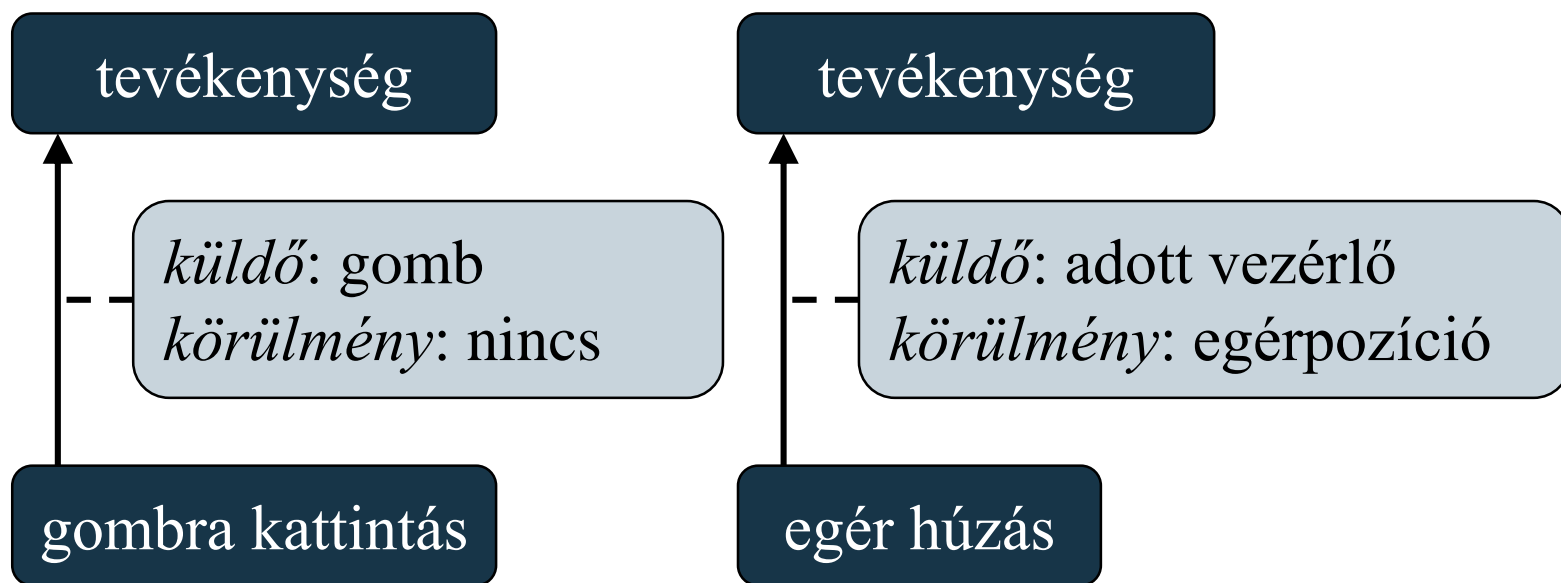 tevékenység
küldő: gomb
körülmény: nincs
gombra kattintás
tevékenység
küldő: adott vezérlő
körülmény: egérpozíció
egér húzás